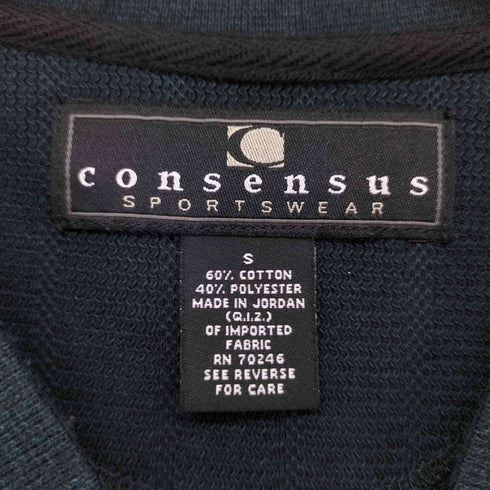 C
consensus
SPORTSWEAR
S
60% COTTON
40% POLYESTER
MADE IN JORDAN
(Q.I.Z.)
OF IMPORTED
FABRIC
RN 70246
SEE REVERSE
FOR CARE